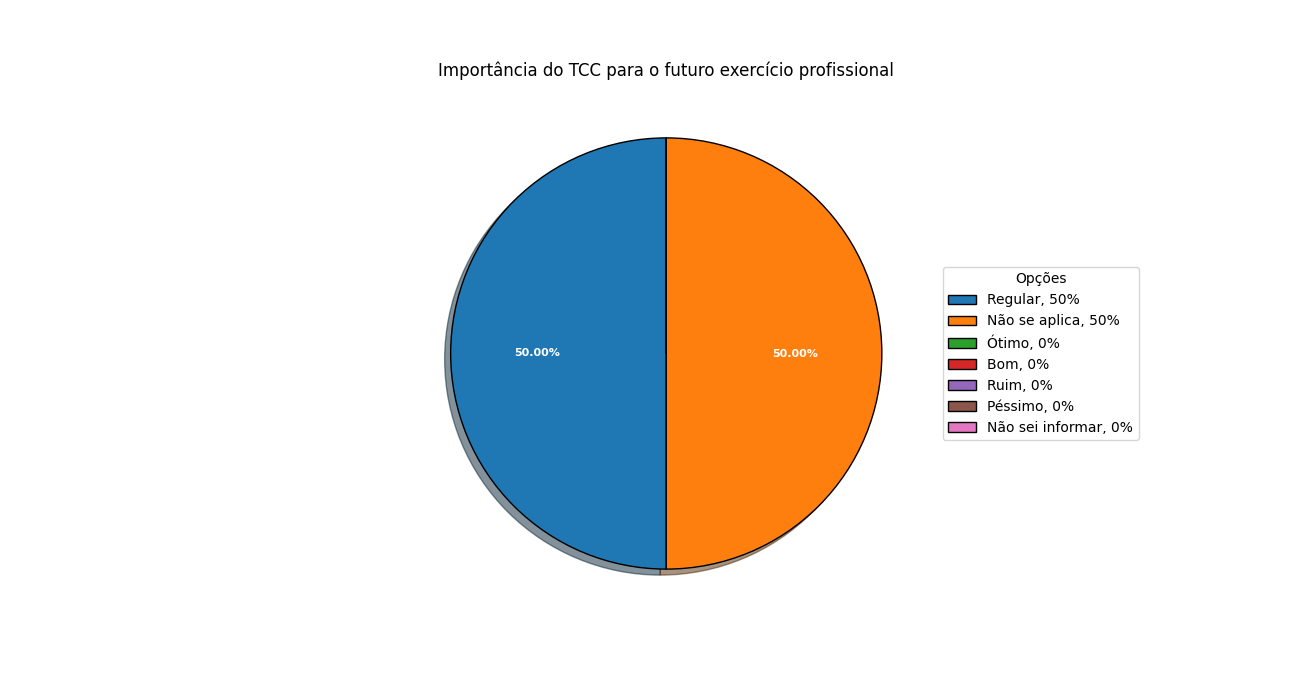 Importância do TCC para o futuro exercício profissional
50.00%
50.00%
Opções
Regular, 50%
Não se aplica, 50%
Ótimo, 0%
Bom, 0%
Ruim, 0%
Péssimo, 0%
Não sei informar, 0%